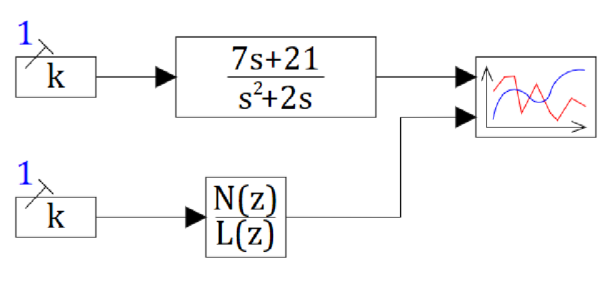 1
k
7s+21
s²+2s
1
k
N(z)
L(z)